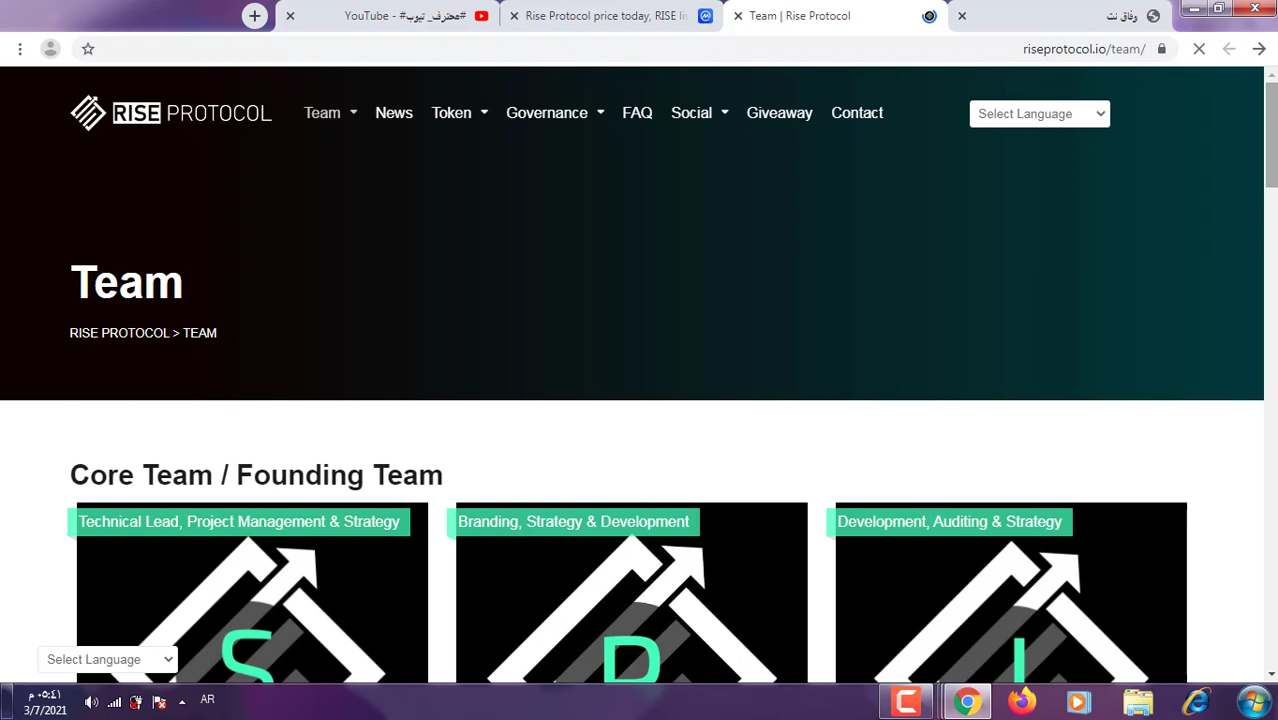 #محترف_تيوب# - YouTube
Rise Protocol price today, RISE li
Team | Rise Protocol
وفاق نت
riseprotocol.io/team/
RISE PROTOCOL
Team
News
Token
Governance
FAQ
Social
Giveaway
Contact
Select Language
Team
RISE PROTOCOL > TEAM
Core Team / Founding Team
Technical Lead, Project Management & Strategy
Branding, Strategy & Development
Development, Auditing & Strategy
S
Select Language
٠٥:٤١ م
3/7/2021
AR